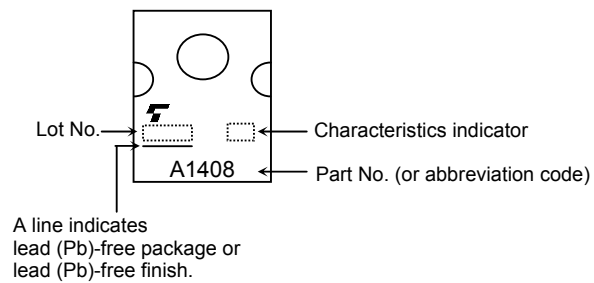 Lot No.
Characteristics indicator
A1408
Part No. (or abbreviation code)
A line indicates
lead (Pb)-free package or
lead (Pb)-free finish.